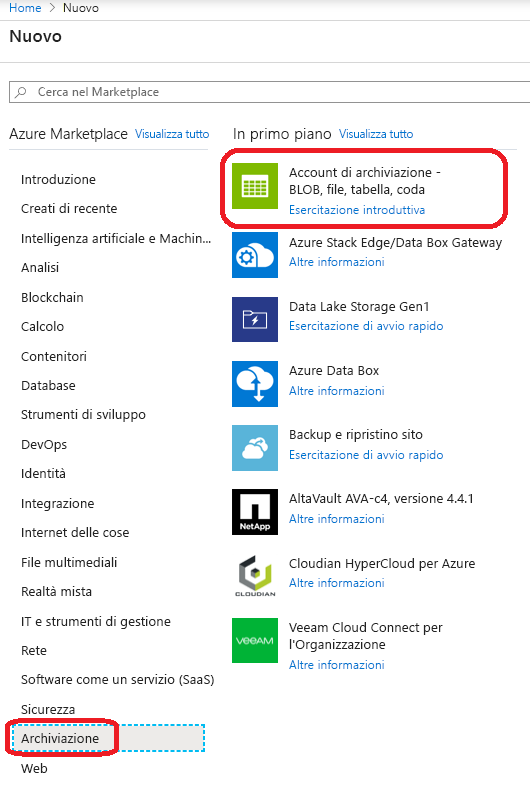 Home > Nuovo
Nuovo
Cerca nel Marketplace
Azure Marketplace Visualizza tutto
Introduzione
Creati di recente
Intelligenza artificiale e Machin...
Analisi
Blockchain
Calcolo
Contenitori
Database
Strumenti di sviluppo
DevOps
Identità
Integrazione
Internet delle cose
File multimediali
Realtà mista
IT e strumenti di gestione
Rete
Software come un servizio (SaaS)
Sicurezza
Archiviazione
Web
In primo piano Visualizza tutto
Account di archiviazione -
BLOB, file, tabella, coda
Esercitazione introduttiva
Azure Stack Edge/Data Box Gateway
Altre informazioni
Data Lake Storage Gen1
Esercitazione di avvio rapido
Azure Data Box
Altre informazioni
Backup e ripristino sito
Esercitazione di avvio rapido
NetApp
AltaVault AVA-c4, versione 4.4.1
Altre informazioni
CLOUDIAN
Cloudian HyperCloud per Azure
Altre informazioni
veeam
Veeam Cloud Connect per
l'Organizzazione
Altre informazioni